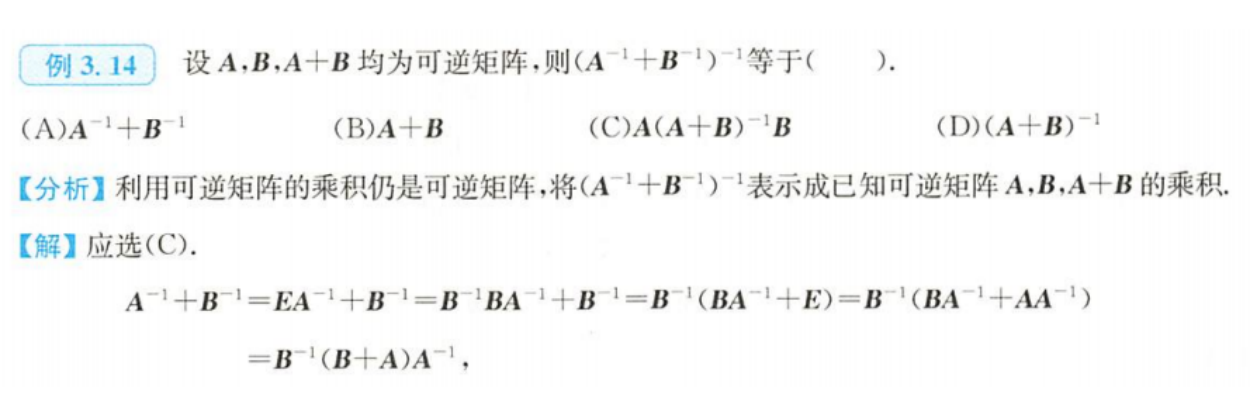 例 3.14 设 A,B,A+B 均为可逆矩阵,则(A⁻¹+B⁻¹)⁻¹等于( ).
(A)A⁻¹+B⁻¹ (B)A+B (C)A(A+B)⁻¹B (D)(A+B)⁻¹
【分析】利用可逆矩阵的乘积仍是可逆矩阵,将(A⁻¹+B⁻¹)⁻¹表示成已知可逆矩阵 A,B,A+B 的乘积.
【解】应选(C).
A⁻¹+B⁻¹=EA⁻¹+B⁻¹=B⁻¹BA⁻¹+B⁻¹=B⁻¹(BA⁻¹+E)=B⁻¹(BA⁻¹+AA⁻¹)
=B⁻¹(B+A)A⁻¹,